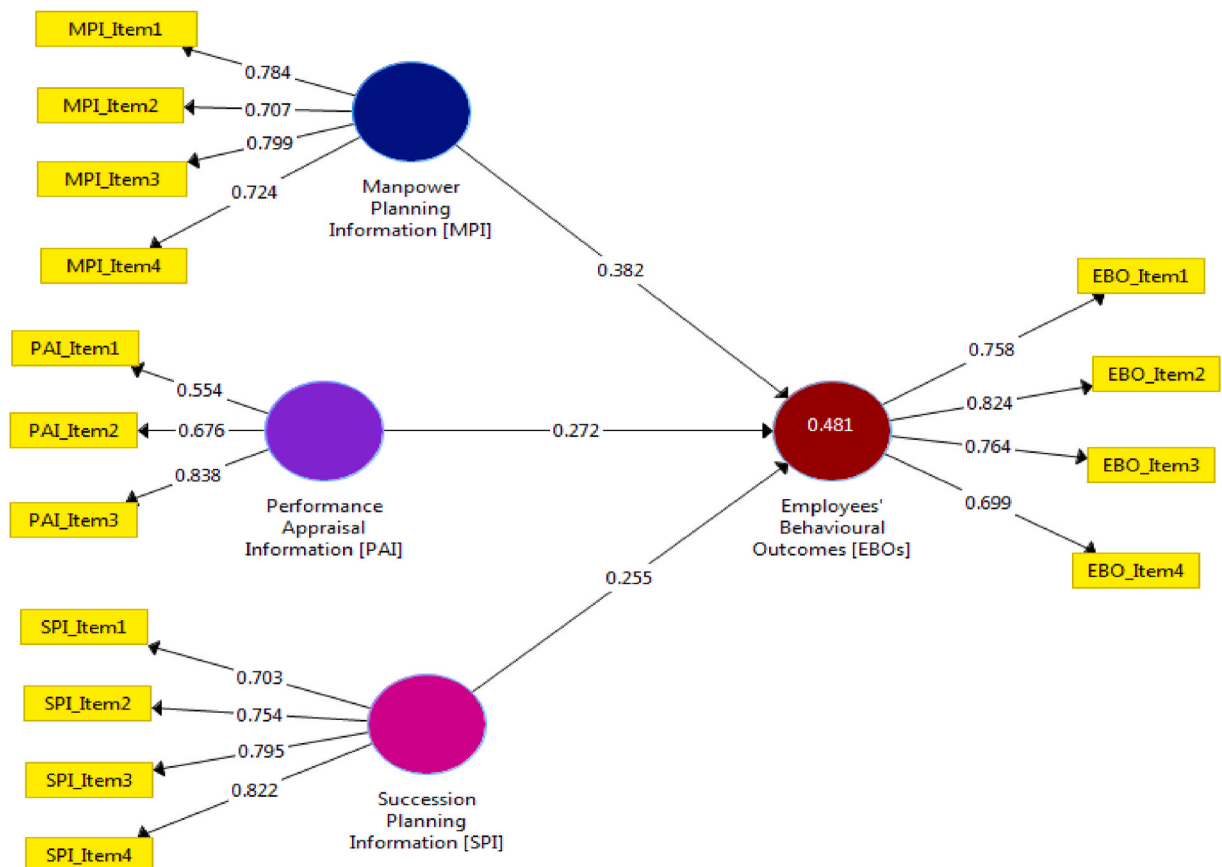 MPI_Item1
0.784
MPI_Item2
0.707
MPI_Item3
0.799
0.724
MPI_Item4
Manpower
Planning
Information [MPI]
0.382
PAI_Item1
0.554
PAI_Item2
0.676
0.838
PAI_Item3
Performance
Appraisal
Information [PAI]
0.272
0.481
Employees'
Behavioural
Outcomes [EBOs]
EBO_Item1
0.758
EBO_Item2
0.824
0.764
EBO_Item3
0.699
EBO_Item4
0.255
SPI_Item1
0.703
SPI_Item2
0.754
0.795
SPI_Item3
0.822
SPI_Item4
Succession
Planning
Information [SPI]